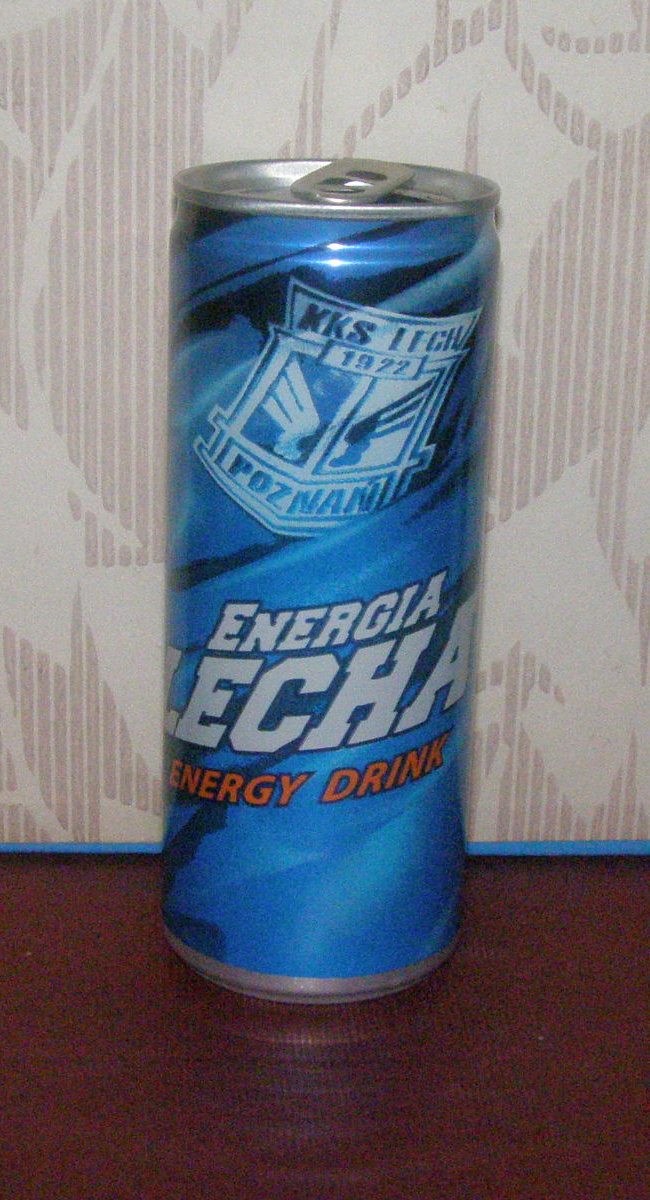 KKS LECH
1922
POZNAŃ
ENERGIA
LECHA
ENERGY DRINK